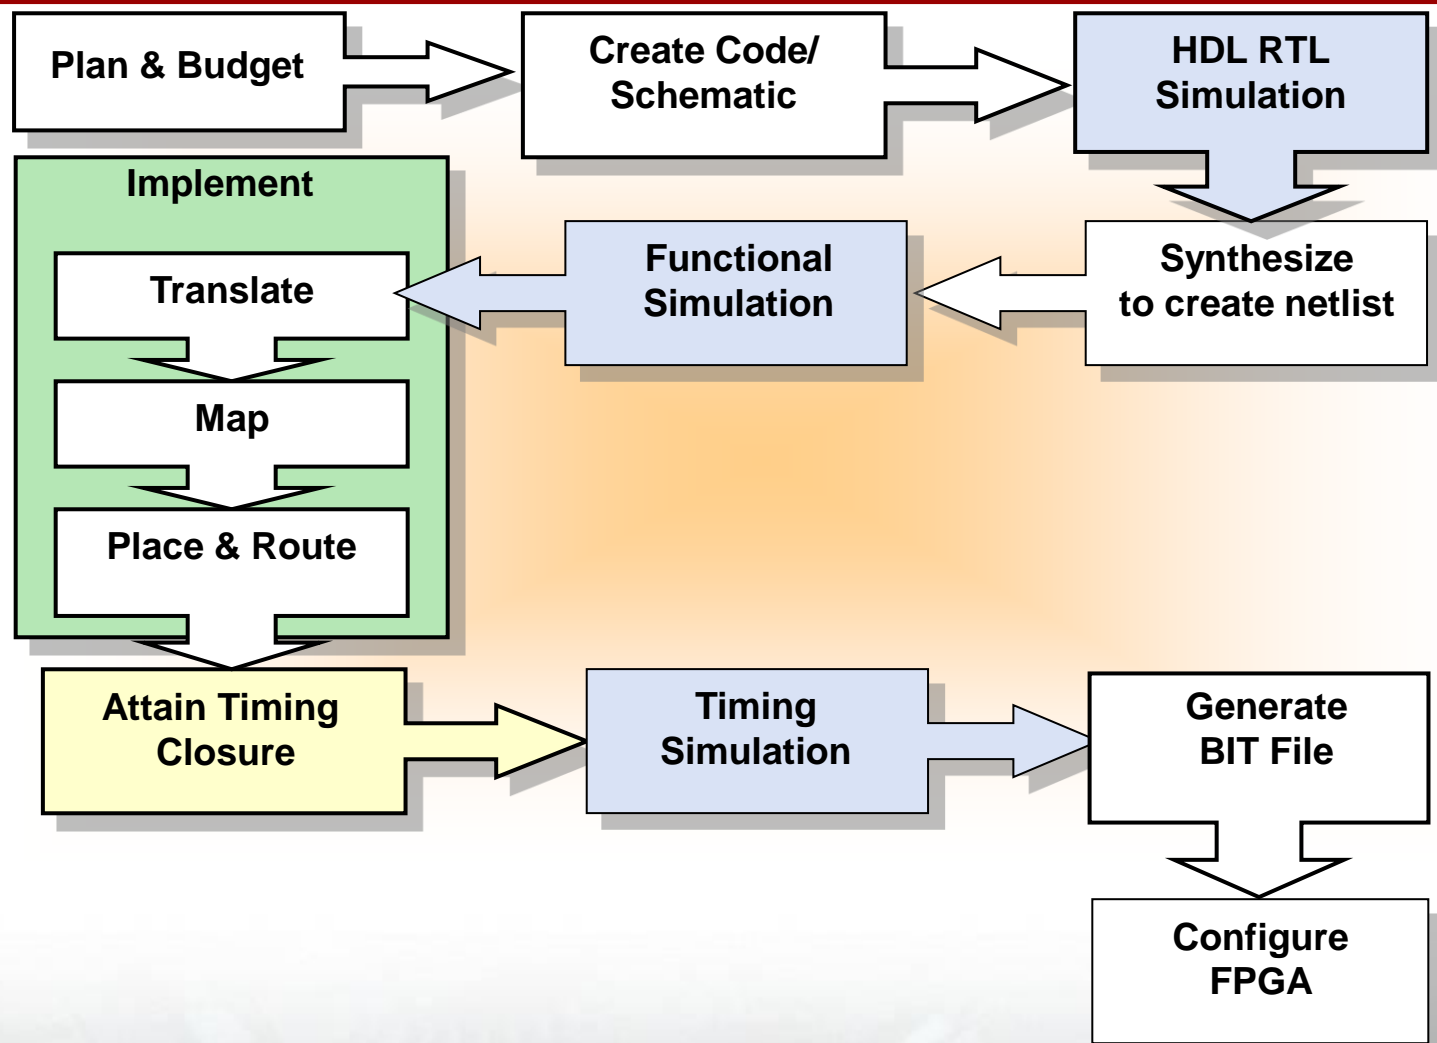 Plan & Budget
Create Code/
Schematic
HDL RTL
Simulation
Implement
Translate
Functional
Simulation
Synthesize
to create netlist
Map
Place & Route
Attain Timing
Closure
Timing
Simulation
Generate
BIT File
Configure
FPGA